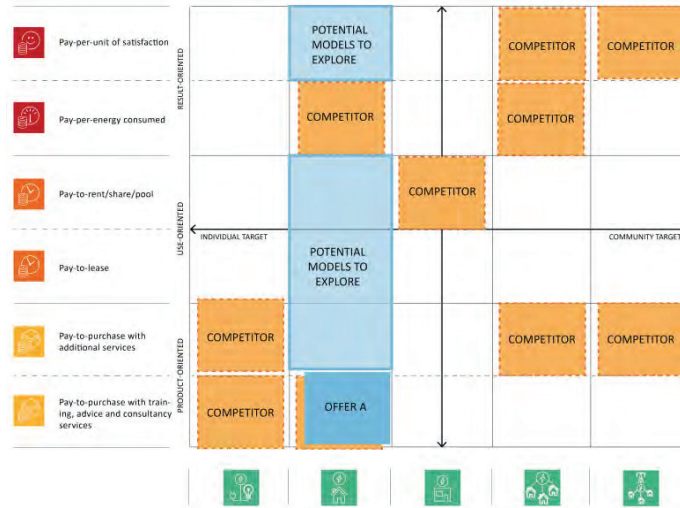 Pay-per-unit of satisfaction
POTENTIAL
MODELS TO
EXPLORE
COMPETITOR
COMPETITOR
RESULT-ORIENTED
Pay-per-energy consumed
COMPETITOR
COMPETITOR
Pay-to-rent/share/pool
COMPETITOR
USE-ORIENTED
INDIVIDUAL TARGET
COMMUNITY TARGET
Pay-to-lease
POTENTIAL
MODELS TO
EXPLORE
Pay-to-purchase with
additional services
COMPETITOR
COMPETITOR
COMPETITOR
PRODUCT-ORIENTED
Pay-to-purchase with train-
ing, advice and consultancy
services
COMPETITOR
OFFER A